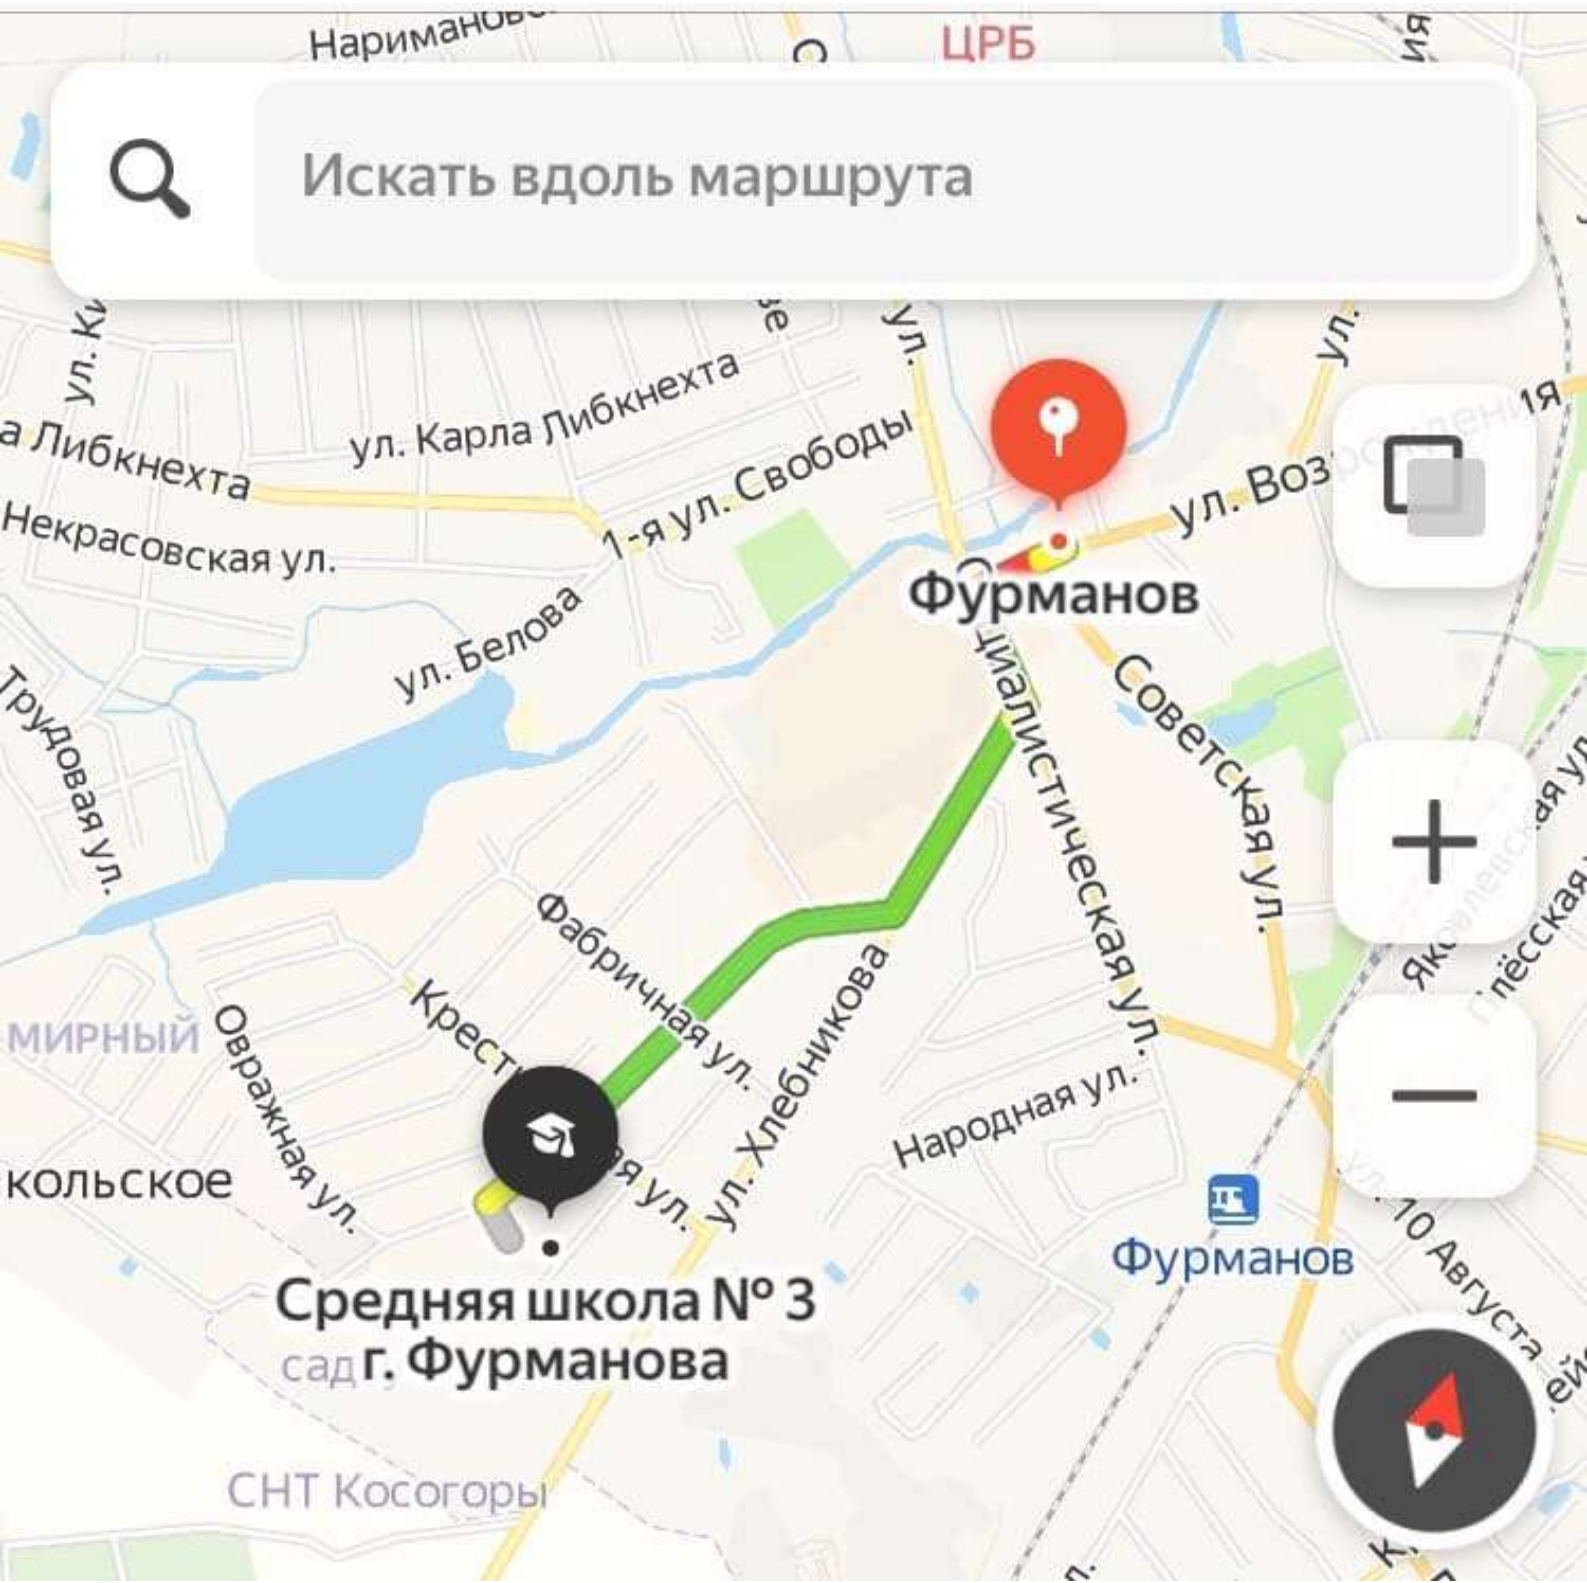 ЦРБ
Искать вдоль маршрута
ул. Карла Либкнехта
1-я ул. Свободы
ул.
ул.
а Либкнехта
Некрасовская ул.
ул. Белова
Фурманов
Трудовая ул.
Советская ул.
Фабричная ул.
МИРНЫЙ
Овражная ул.
ул. Хлебникова
Народная ул.
кольское
Фурманов
ул. 10 Августа
Средняя школа № 3
сад г. Фурманова
СНТ Косогоры